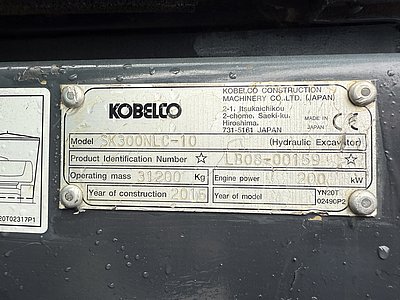 KOBELCO
KOBELCO CONSTRUCTION
MACHINERY CO.,LTD. (JAPAN)
2-1, Itsukaichikou
2-chome, Saeki-ku,
Hiroshima,
731-5161 JAPAN
MADE IN
JAPAN
CE
Model SK300NLC-10 (Hydraulic Excavator)
Product Identification Number ☆ LB08-00159 ☆
Operating mass 31200 Kg Engine power 200
Year of construction 2015 Year of model
YN20T
02490P2
20T02317P1